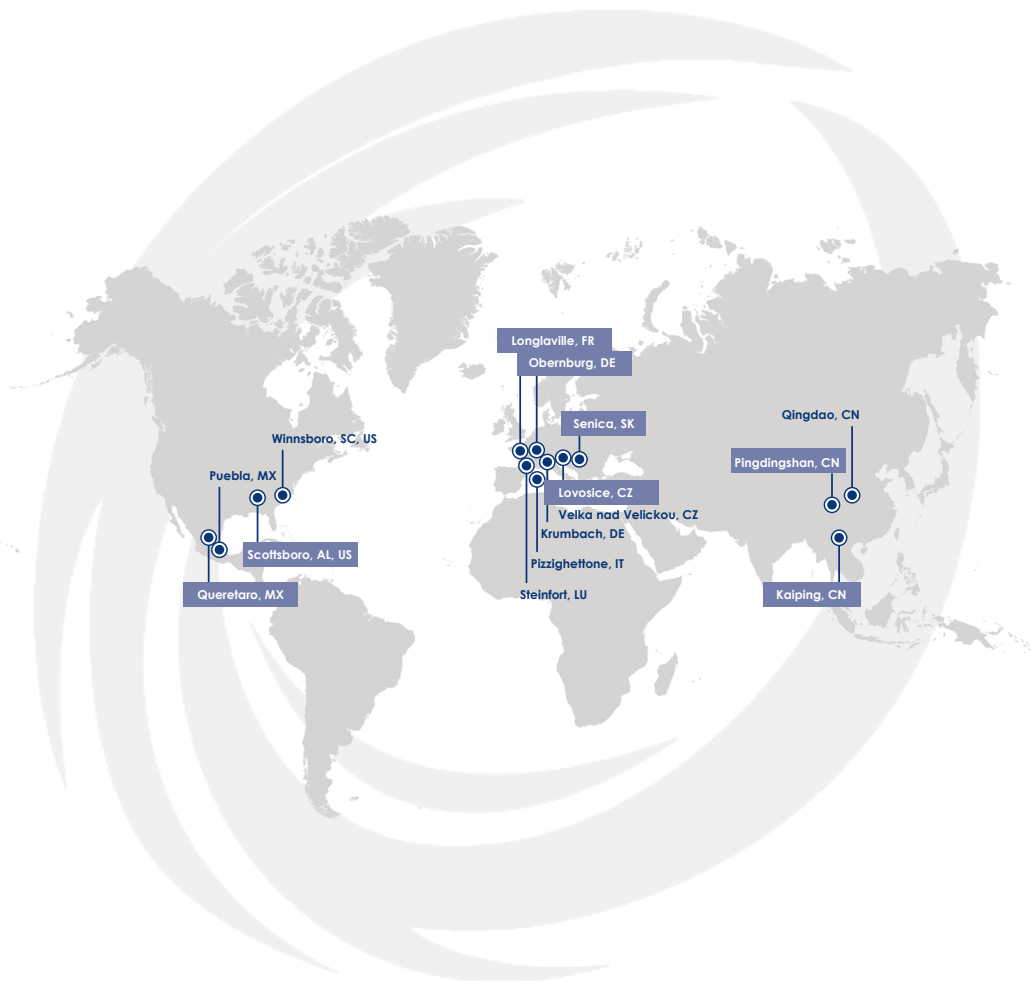 Longlaville, FR
Obernburg, DE
Qingdao, CN
Senica, SK
Winnsboro, SC, US
Pingdingshan, CN
Puebla, MX
Lovosice, CZ
Velka nad Velickou, CZ
Krumbach, DE
Scottsboro, AL, US
Pizzighettone, IT
Queretaro, MX
Steinfort, LU
Kaiping, CN